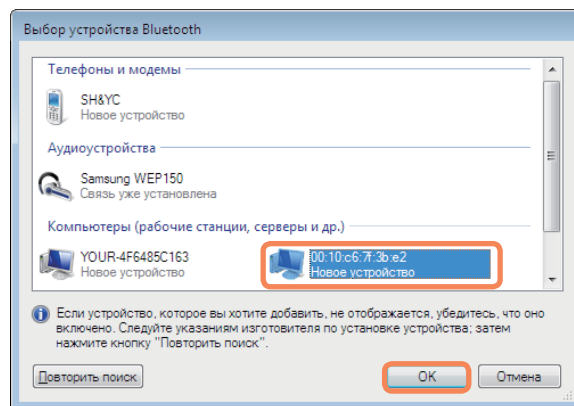 Выбор устройства Bluetooth
Телефоны и модемы
SH&YC
Новое устройство
Аудиоустройства
Samsung WEP150
Связь уже установлена
Компьютеры (рабочие станции, серверы и др.)
YOUR-4F6485C163
Новое устройство
00:10:c6:7f:3b:e2
Новое устройство
Если устройство, которое вы хотите добавить, не отображается, убедитесь, что оно
включено. Следуйте указаниям изготовителя по установке устройства; затем
нажмите кнопку "Повторить поиск".
Повторить поиск
OK
Отмена